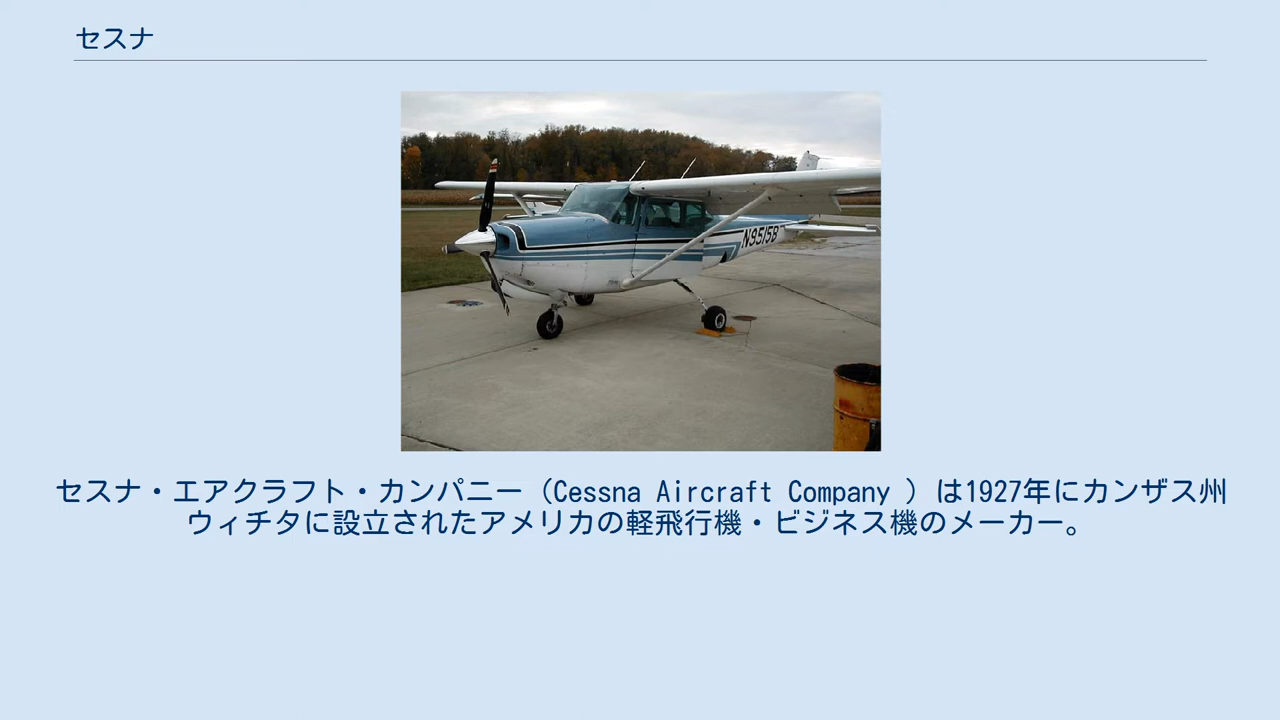 セスナ
N9515B
セスナ・エアクラフト・カンパニー（Cessna Aircraft Company ）は1927年にカンザス州
ウィチタに設立されたアメリカの軽飛行機・ビジネス機のメーカー。